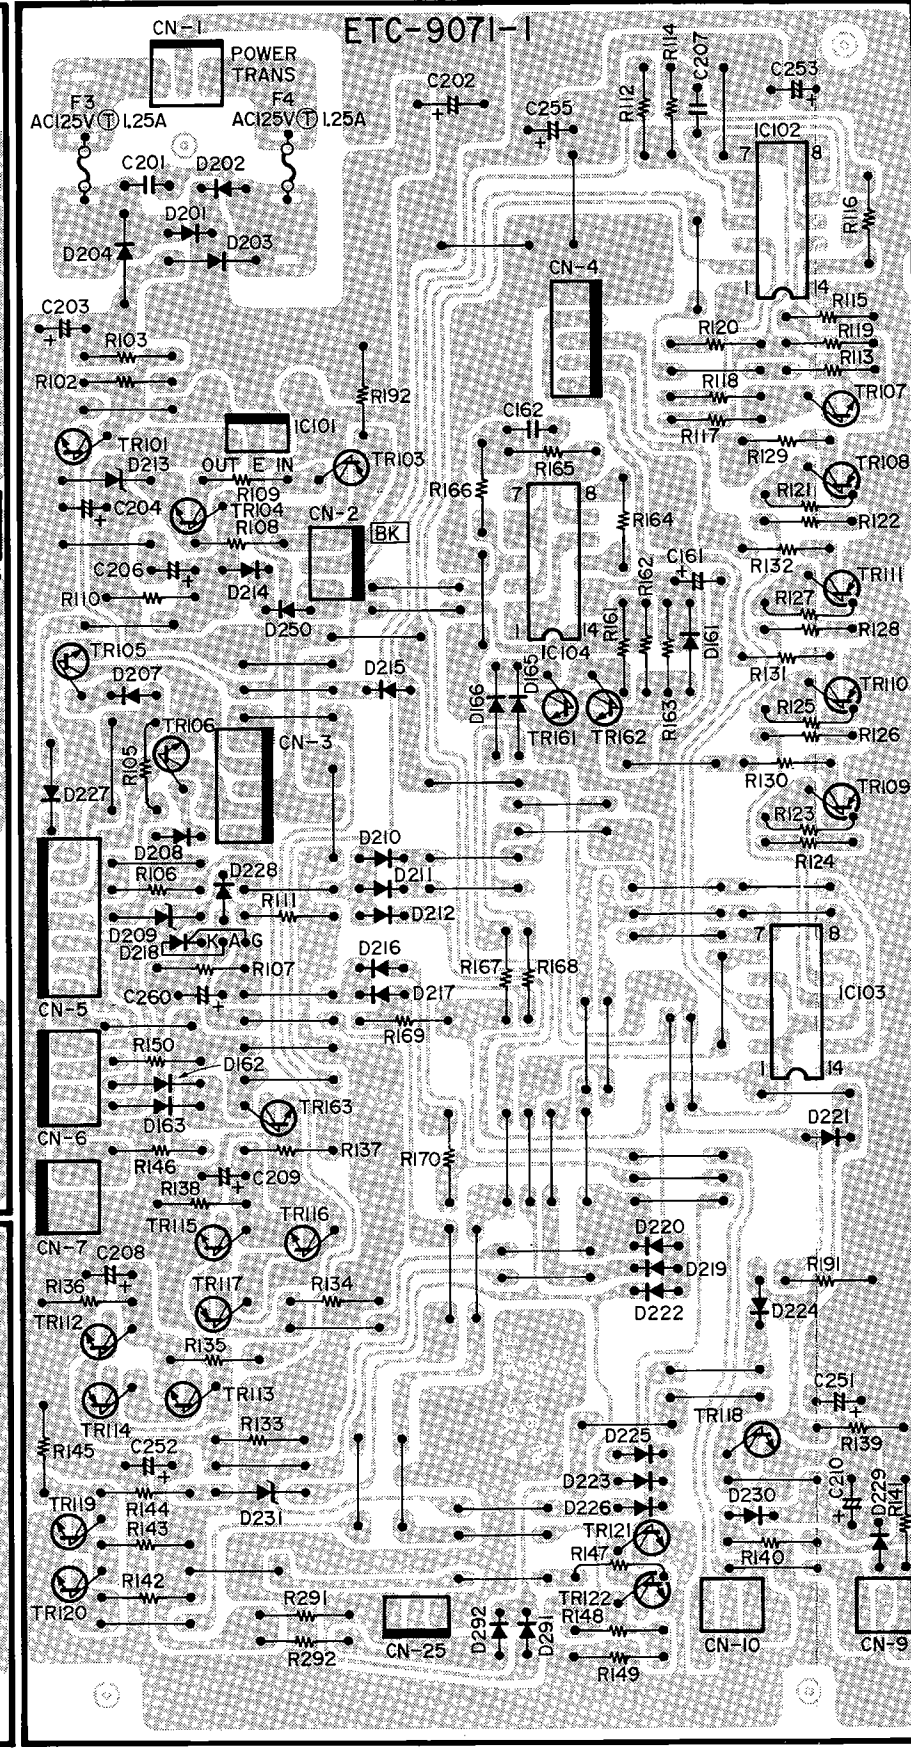 ETC-9071-1
CN-1
POWER
TRANS
F3
AC125V Ⓣ 1.25A
F4
AC125V Ⓣ 1.25A
C202
C255
R112
R114
C207
C253
IC102
7
8
1
14
C201
D202
D201
D204
D203
R116
CN-4
C203
R103
R102
R192
R120
R115
R119
R113
R118
R117
TR107
IC101
OUT E IN
TR101
D213
TR103
C162
R165
R129
TR108
R109
C204
TR104
R108
R166
7
8
R164
R121
R122
CN-2
BK
C206
D214
R110
D250
R132
C161
R162
R161
TR111
R127
R128
1
14
IC104
D161
TR105
D207
D215
D166
D165
R163
R131
TR110
R125
R126
TR161
TR162
TR106
R105
CN-3
D227
R130
TR109
R123
R124
D208
R106
D228
D210
D211
D212
R111
D209
D218
K A G
R107
D216
D217
R167
R168
7
8
IC103
1
14
CN-5
C260
R169
R150
D162
D163
CN-6
TR163
D221
R146
R137
R170
R138
C209
CN-7
TR115
TR116
D220
D219
D222
C208
R136
TR117
R134
R191
D224
TR112
R135
TR114
TR113
C251
TR118
R139
R145
R133
D225
C252
D223
D226
D230
C210
D229
R141
TR119
R144
R143
D231
TR121
R147
R140
TR120
R142
R291
R292
CN-25
D292
D291
TR122
R148
R149
CN-10
CN-9